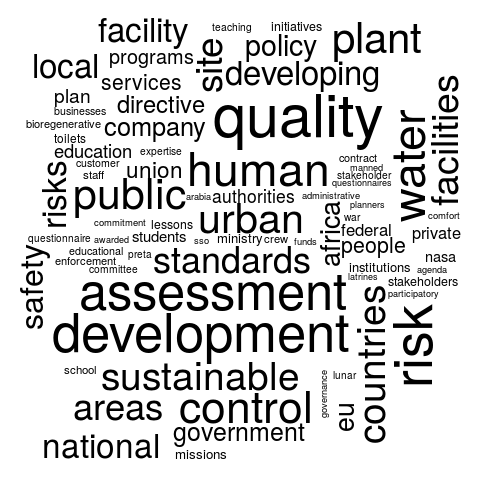 facility
teaching
initiatives
plant
policy
programs
site
local
developing
services
plan
directive
businesses
quality
facilities
bioregenerative
company
water
toilets
education
expertise
contract
customer
union
human
manned
staff
stakeholder
questionnaires
risks
public
arabia
authorities
administrative
planners
africa
war
comfort
commitment
lessons
urban
federal
private
questionnaire
awarded
students
sso
ministry
crew
funds
people
educational
preta
enforcement
standards
nasa
committee
institutions
agenda
latrines
stakeholders
safety
assessment
participatory
development
countries
risk
school
sustainable
governance
lunar
areas
control
eu
government
national
missions